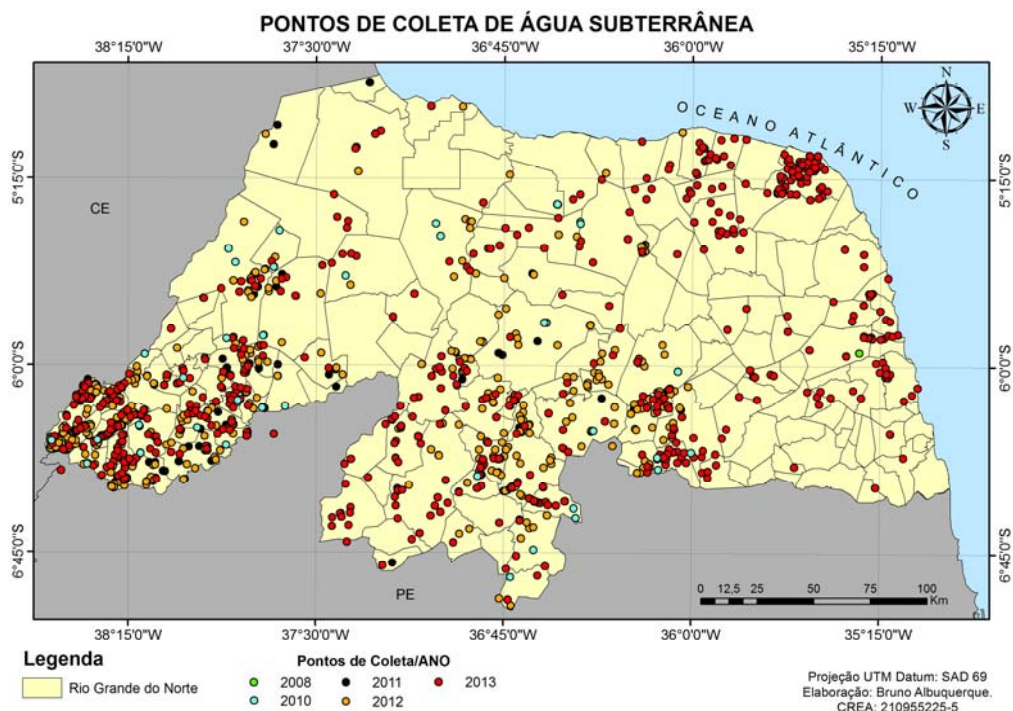 PONTOS DE COLETA DE ÁGUA SUBTERRÂNEA
38°15'0"W 37°30'0"W 36°45'0"W 36°0'0"W 35°15'0"W
N
W E
S
OCEANO ATLÂNTICO
5°15'0"S 5°15'0"S
CE
6°0'0"S 6°0'0"S
6°45'0"S 6°45'0"S
PE
0 12,5 25 50 75 100
Km
38°15'0"W 37°30'0"W 36°45'0"W 36°0'0"W 35°15'0"W
Legenda
Rio Grande do Norte
Pontos de Coleta/ANO
2008 2011 2013
2010 2012
Projeção UTM Datum: SAD 69
Elaboração: Bruno Albuquerque.
CREA: 210955225-5